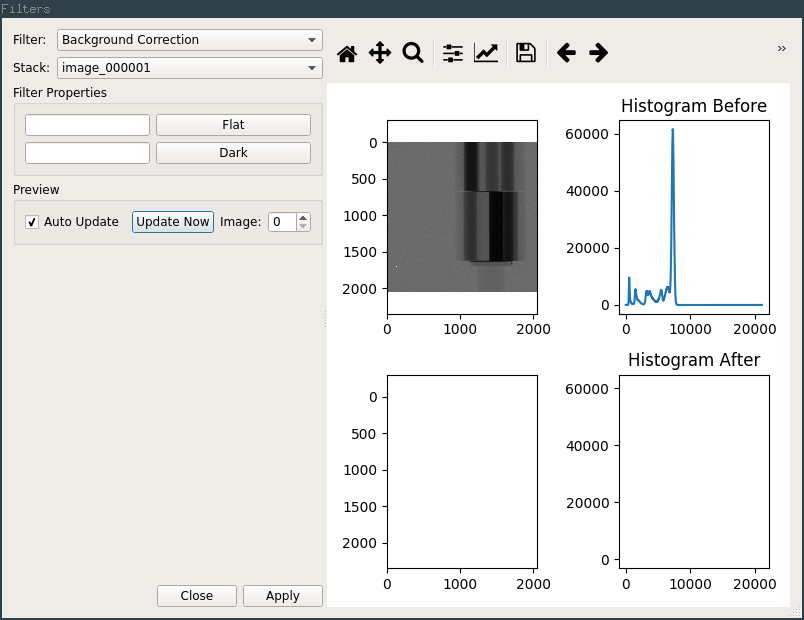 Filters
Filter: Background Correction
Stack: image_000001
Filter Properties
Flat
Dark
Preview
Auto Update Update Now Image: 0
Close Apply
»
0
500
1000
1500
2000
0 1000 2000
Histogram Before
60000
40000
20000
0
0 10000 20000
0
500
1000
1500
2000
0 1000 2000
Histogram After
60000
40000
20000
0
0 10000 20000